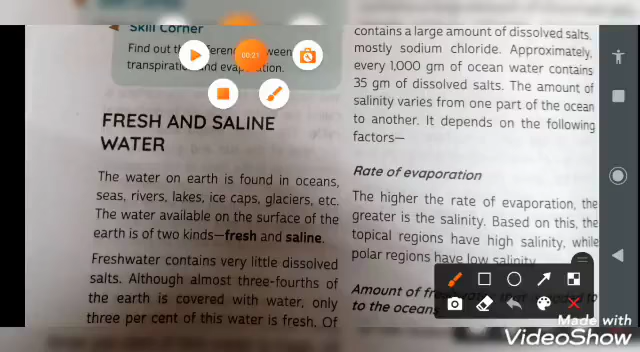 Skill Corner
Find out th
transpiration and evap
ation.
FRESH AND SALINE
WATER
The water on earth is found in oceans,
seas, rivers, lakes, ice caps, glaciers, etc.
The water available on the surface of the
earth is of two kinds—fresh and saline.
Freshwater contains very little dissolved
salts. Although almost three-fourths of
the earth is covered with water, only
three per cent of this water is fresh. Of
contains a large amount of dissolved salts,
mostly sodium chloride. Approximately,
every 1,000 gm of ocean water contains
35 gm of dissolved salts. The amount of
salinity varies from one part of the ocean
to another. It depends on the following
factors—
Rate of evaporation
The higher the rate of evaporation, the
greater is the salinity. Based on this, the
topical regions have high salinity, while
polar regions have low salinity.
Amount of
to the oceans
00:21
Made with
VideoShow